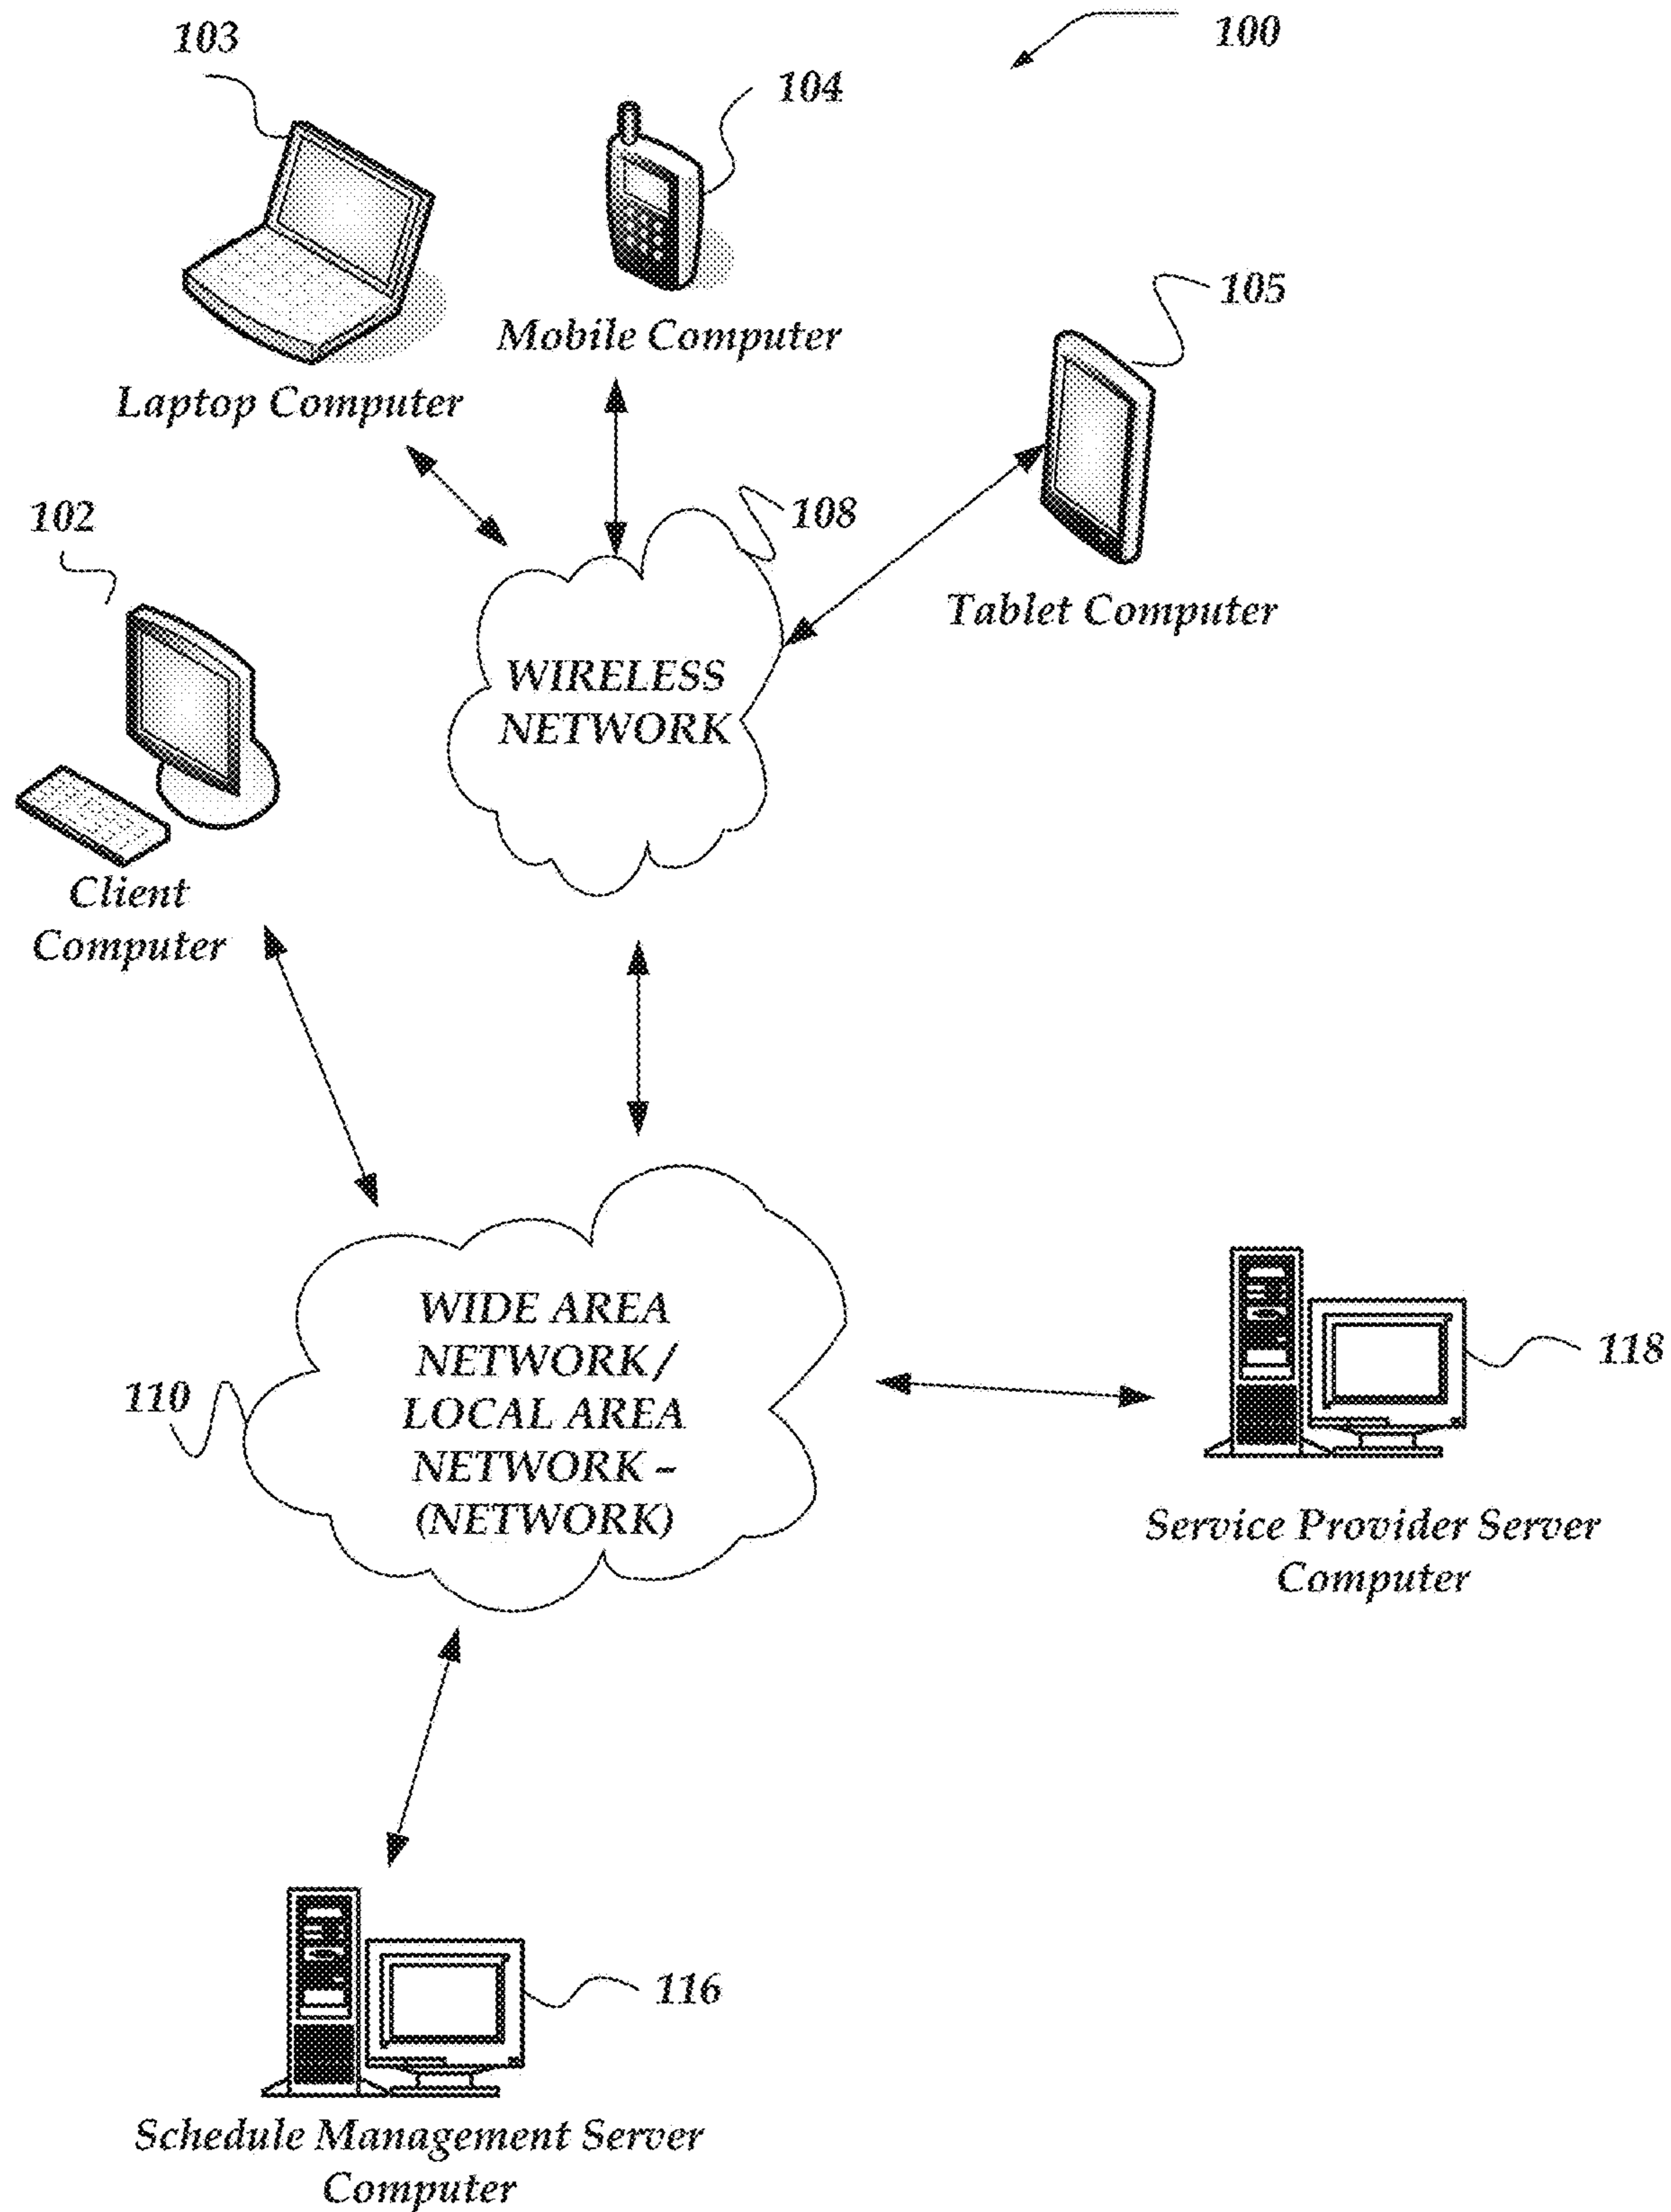 103
100
104
Mobile Computer
105
Laptop Computer
102
108
Tablet Computer
WIRELESS
NETWORK
Client
Computer
WIDE AREA
NETWORK /
LOCAL AREA
NETWORK –
(NETWORK)
110
118
Service Provider Server
Computer
116
Schedule Management Server
Computer